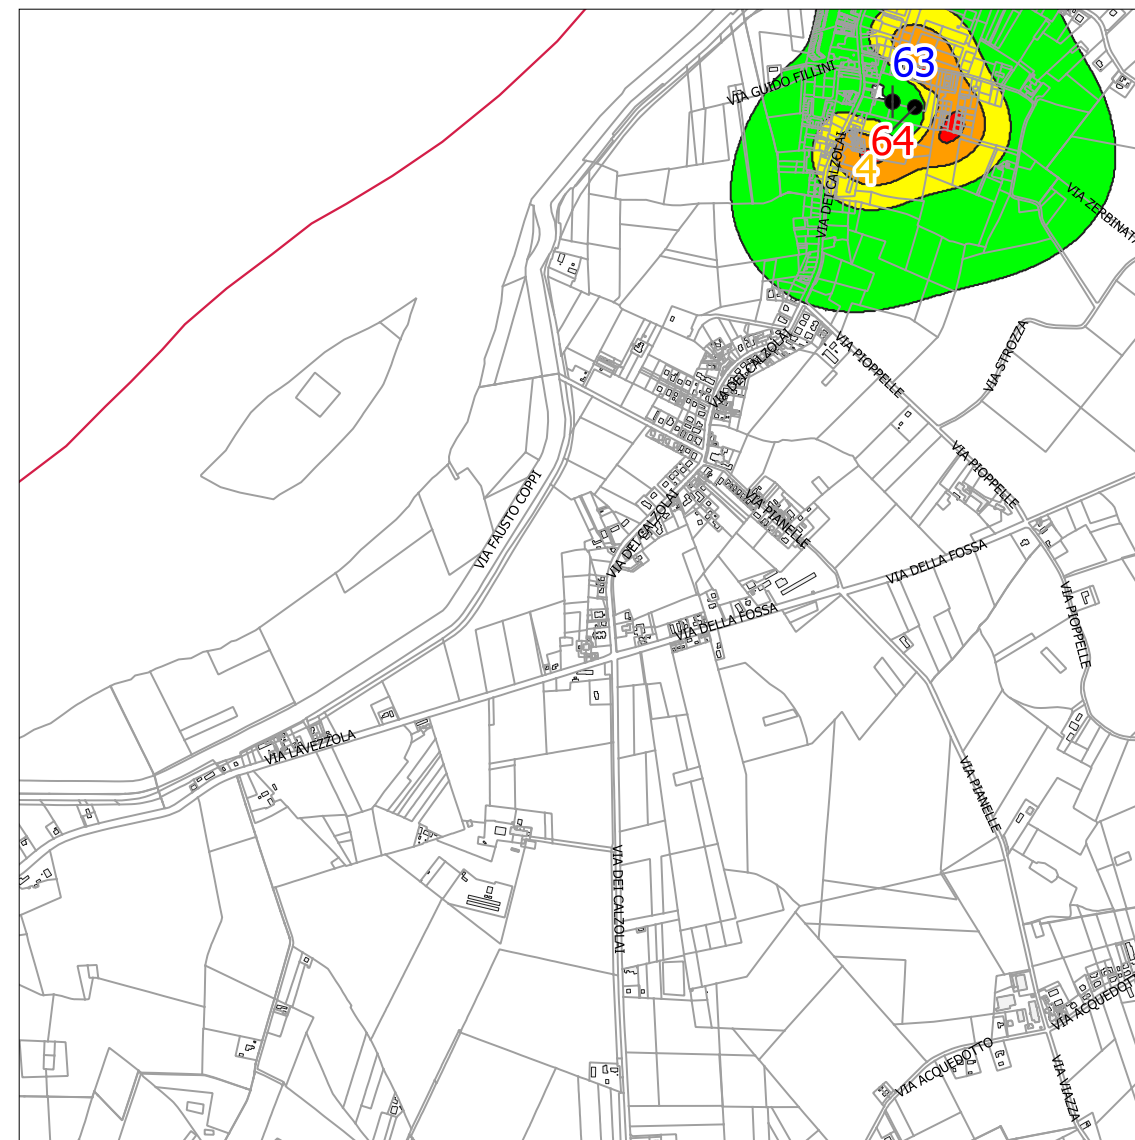 63
VIA GUIDO FILLINI
64
4
VIA DEI CALZOLAI
VIA ZERBINAT
VIA STROZZA
VIA PIOPPELLE
VIA DEI CALZOLAI
VIA PIOPPELLE
VIA FAUSTO COPPI
VIA DEI CALZOLAI
VIA PIANELLE
VIA DELLA FOSSA
VIA DELLA FOSSA
VIA PIOPPELLE
VIA LAVEZZOLA
VIA PIANELLE
VIA DEI CALZOLAI
VIA ACQUEDOTT
VIA ACQUEDOTTO
VIA VIAZZA